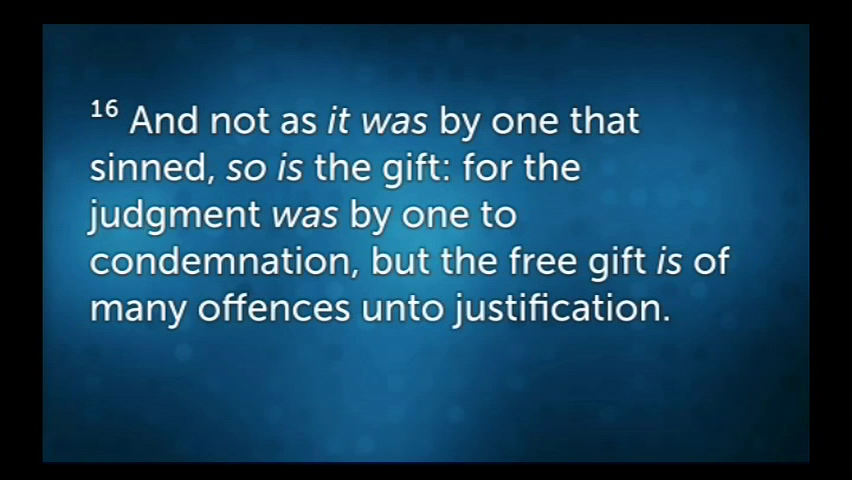 16 And not as it was by one that
sinned, so is the gift: for the
judgment was by one to
condemnation, but the free gift is of
many offences unto justification.